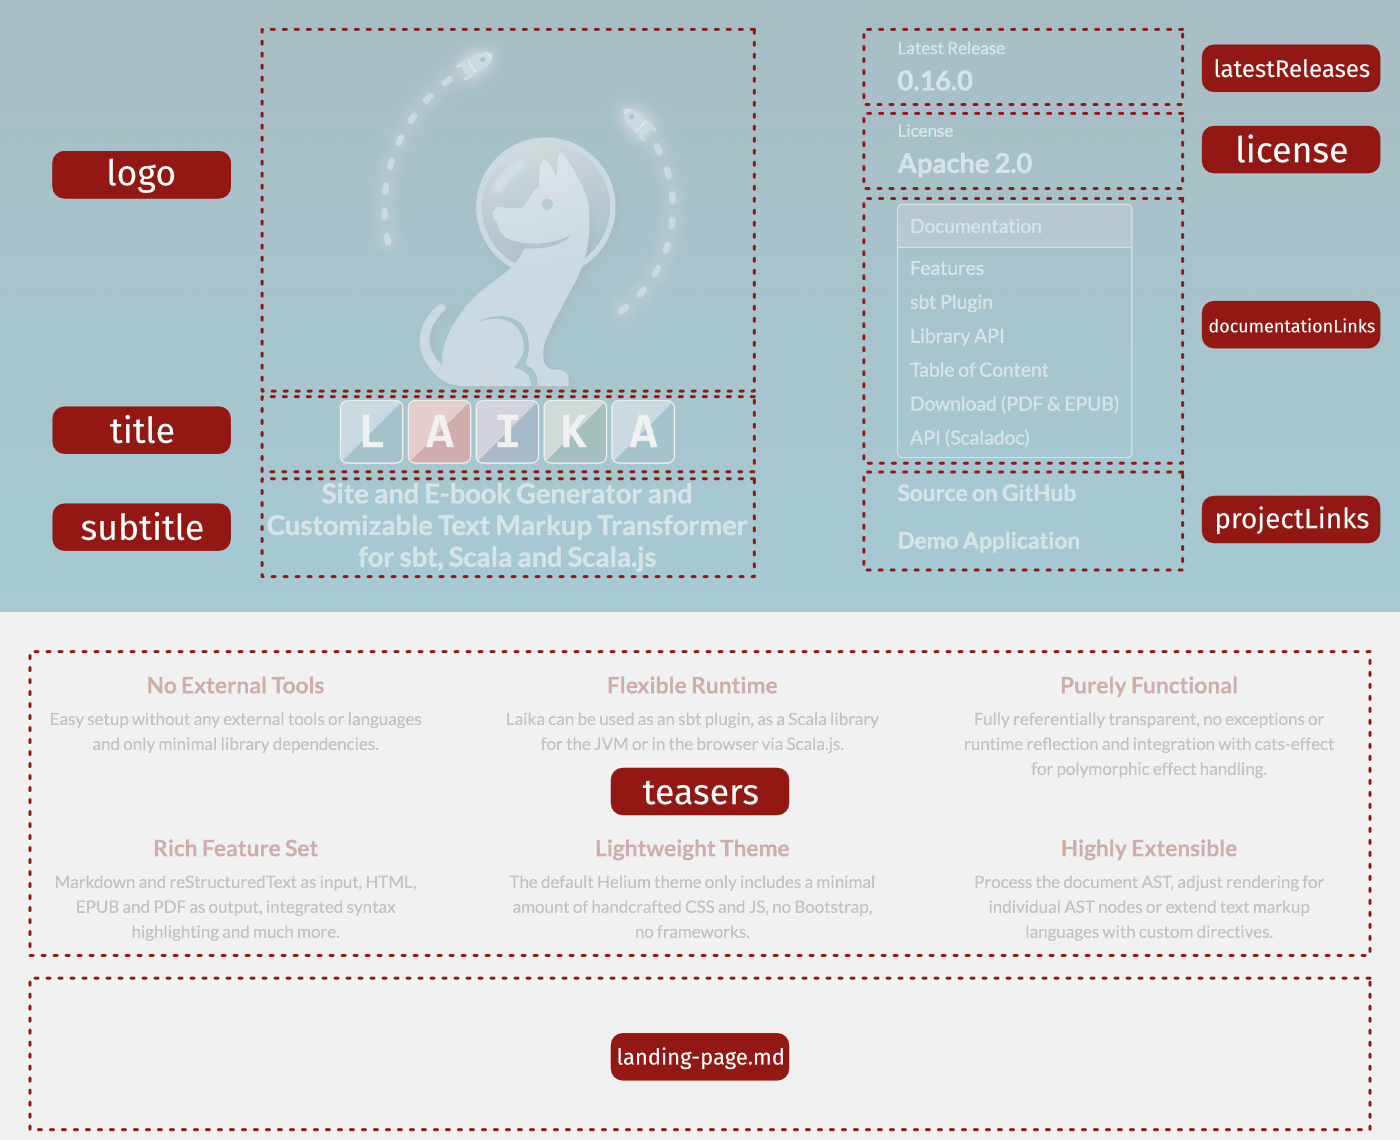 logo
title
subtitle
LAIKA
Site and E-book Generator and
Customizable Text Markup Transformer
for sbt, Scala and Scala.js
Latest Release
0.16.0
License
Apache 2.0
Documentation
Features
sbt Plugin
Library API
Table of Content
Download (PDF & EPUB)
API (Scaladoc)
Source on GitHub
Demo Application
latestReleases
license
documentationLinks
projectLinks
No External Tools
Easy setup without any external tools or languages
and only minimal library dependencies.
Flexible Runtime
Laika can be used as an sbt plugin, as a Scala library
for the JVM or in the browser via Scala.js.
Purely Functional
Fully referentially transparent, no exceptions or
runtime reflection and integration with cats-effect
for polymorphic effect handling.
teasers
Rich Feature Set
Markdown and reStructuredText as input, HTML,
EPUB and PDF as output, integrated syntax
highlighting and much more.
Lightweight Theme
The default Helium theme only includes a minimal
amount of handcrafted CSS and JS, no Bootstrap,
no frameworks.
Highly Extensible
Process the document AST, adjust rendering for
individual AST nodes or extend text markup
languages with custom directives.
landing-page.md